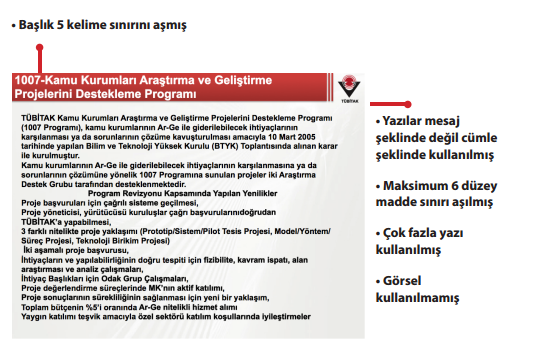 • Başlık 5 kelime sınırını aşmış
1007-Kamu Kurumları Araştırma ve Geliştirme
Projelerini Destekleme Programı
TÜBİTAK
TÜBİTAK Kamu Kurumları Araştırma ve Geliştirme Projelerini Destekleme Programı
(1007 Programı), kamu kurumlarının Ar-Ge ile giderilebilecek ihtiyaçlarının
karşılanması ya da sorunlarının çözüme kavuşturulması amacıyla 10 Mart 2005
tarihinde yapılan Bilim ve Teknoloji Yüksek Kurulu (BTYK) Toplantısında alınan karar
ile kurulmuştur.
Kamu kurumlarının Ar-Ge ile giderilebilecek ihtiyaçlarının karşılanmasına ya da
sorunlarının çözümüne yönelik 1007 Programına sunulan projeler iki Araştırma
Destek Grubu tarafından desteklenmektedir.
Program Revizyonu Kapsamında Yapılan Yenilikler
Proje başvuruları için çağrılı sisteme geçilmesi,
Proje yöneticisi, yürütücüsü kuruluşlar çağrı başvurularınıdoğrudan
TÜBİTAK'a yapabilmesi,
3 farklı nitelikte proje yaklaşımı (Prototip/Sistem/Pilot Tesis Projesi, Model/Yöntem/
Süreç Projesi, Teknoloji Birikim Projesi)
İki aşamalı proje başvurusu,
İhtiyaçların ve yapılabilirliğinin doğru tespiti için fizibilite, kavram ispatı, alan
araştırması ve analiz çalışmaları,
İhtiyaç Başlıkları için Odak Grup Çalışmaları,
Proje değerlendirme süreçlerinde MK'nın aktif katılımı,
Proje sonuçlarının sürekliliğinin sağlanması için yeni bir yaklaşım,
Toplam bütçenin %5'i oranında Ar-Ge nitelikli hizmet alımı
Yaygın katılımı teşvik amacıyla özel sektörü katılım koşullarında iyileştirmeler
• Yazılar mesaj
şeklinde değil cümle
şeklinde kullanılmış
• Maksimum 6 düzey
madde sınırı aşılmış
• Çok fazla yazı
kullanılmış
• Görsel
kullanılmamış